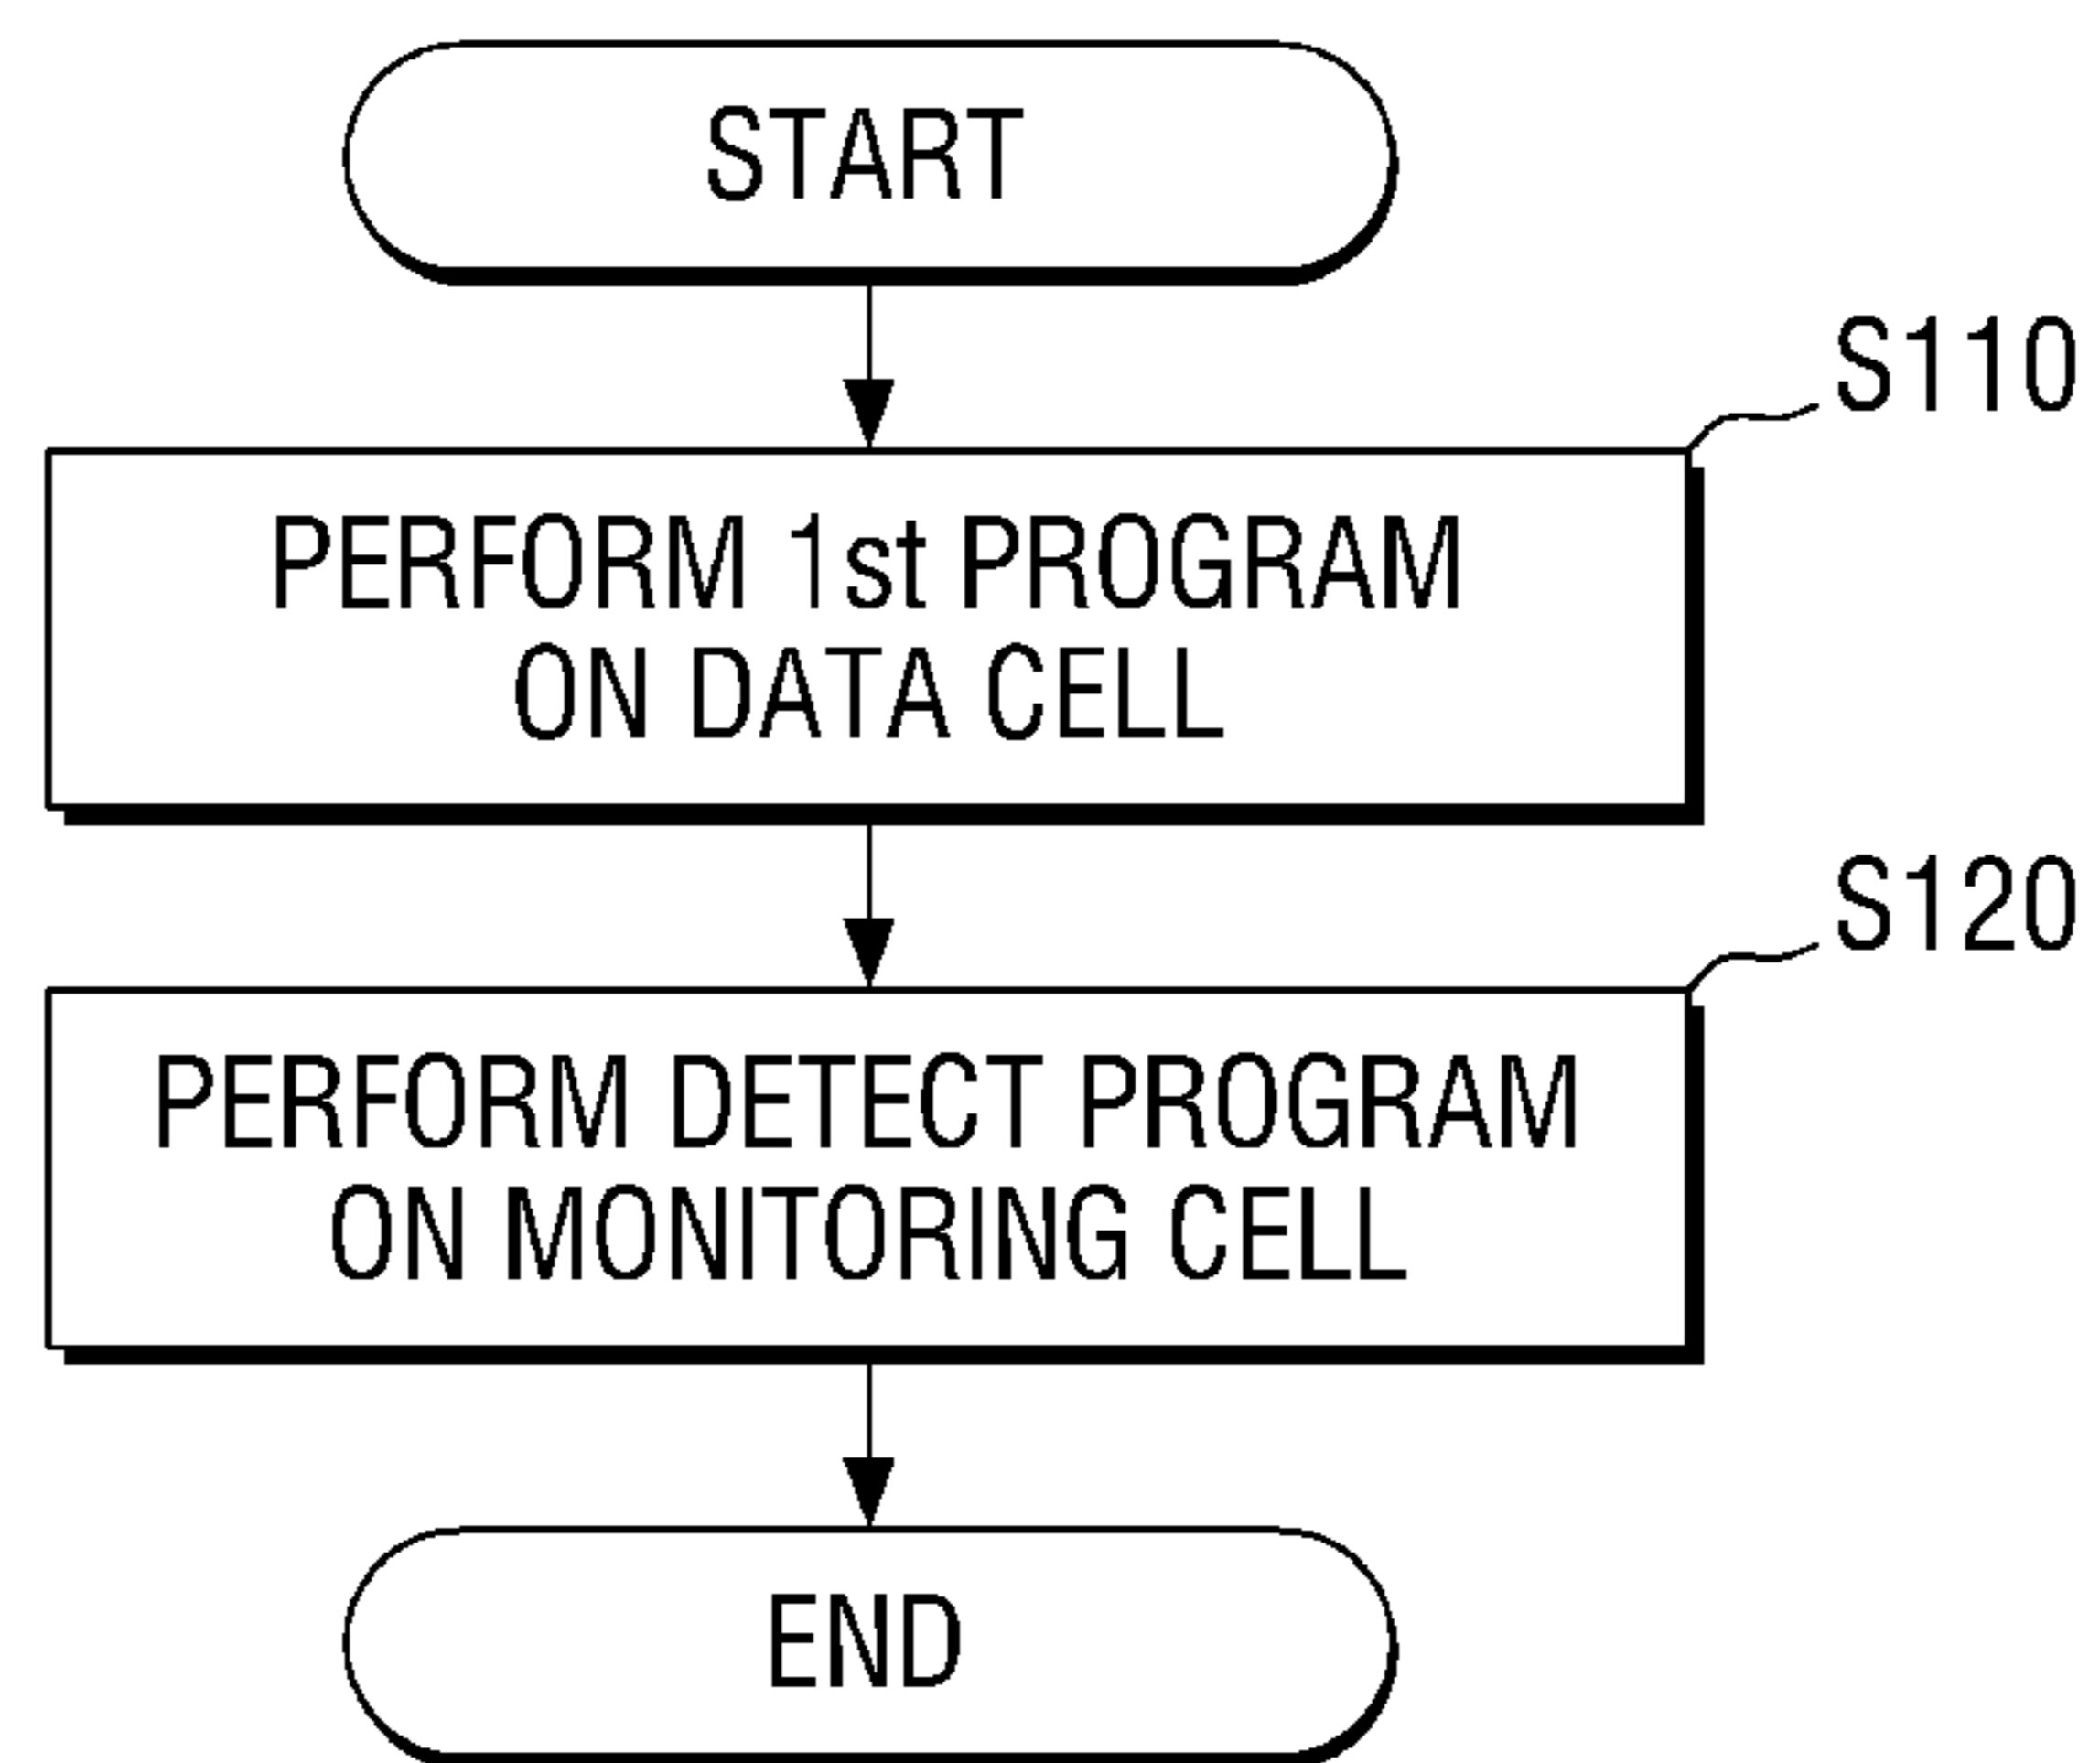 START
S110
PERFORM 1st PROGRAM
ON DATA CELL
S120
PERFORM DETECT PROGRAM
ON MONITORING CELL
END